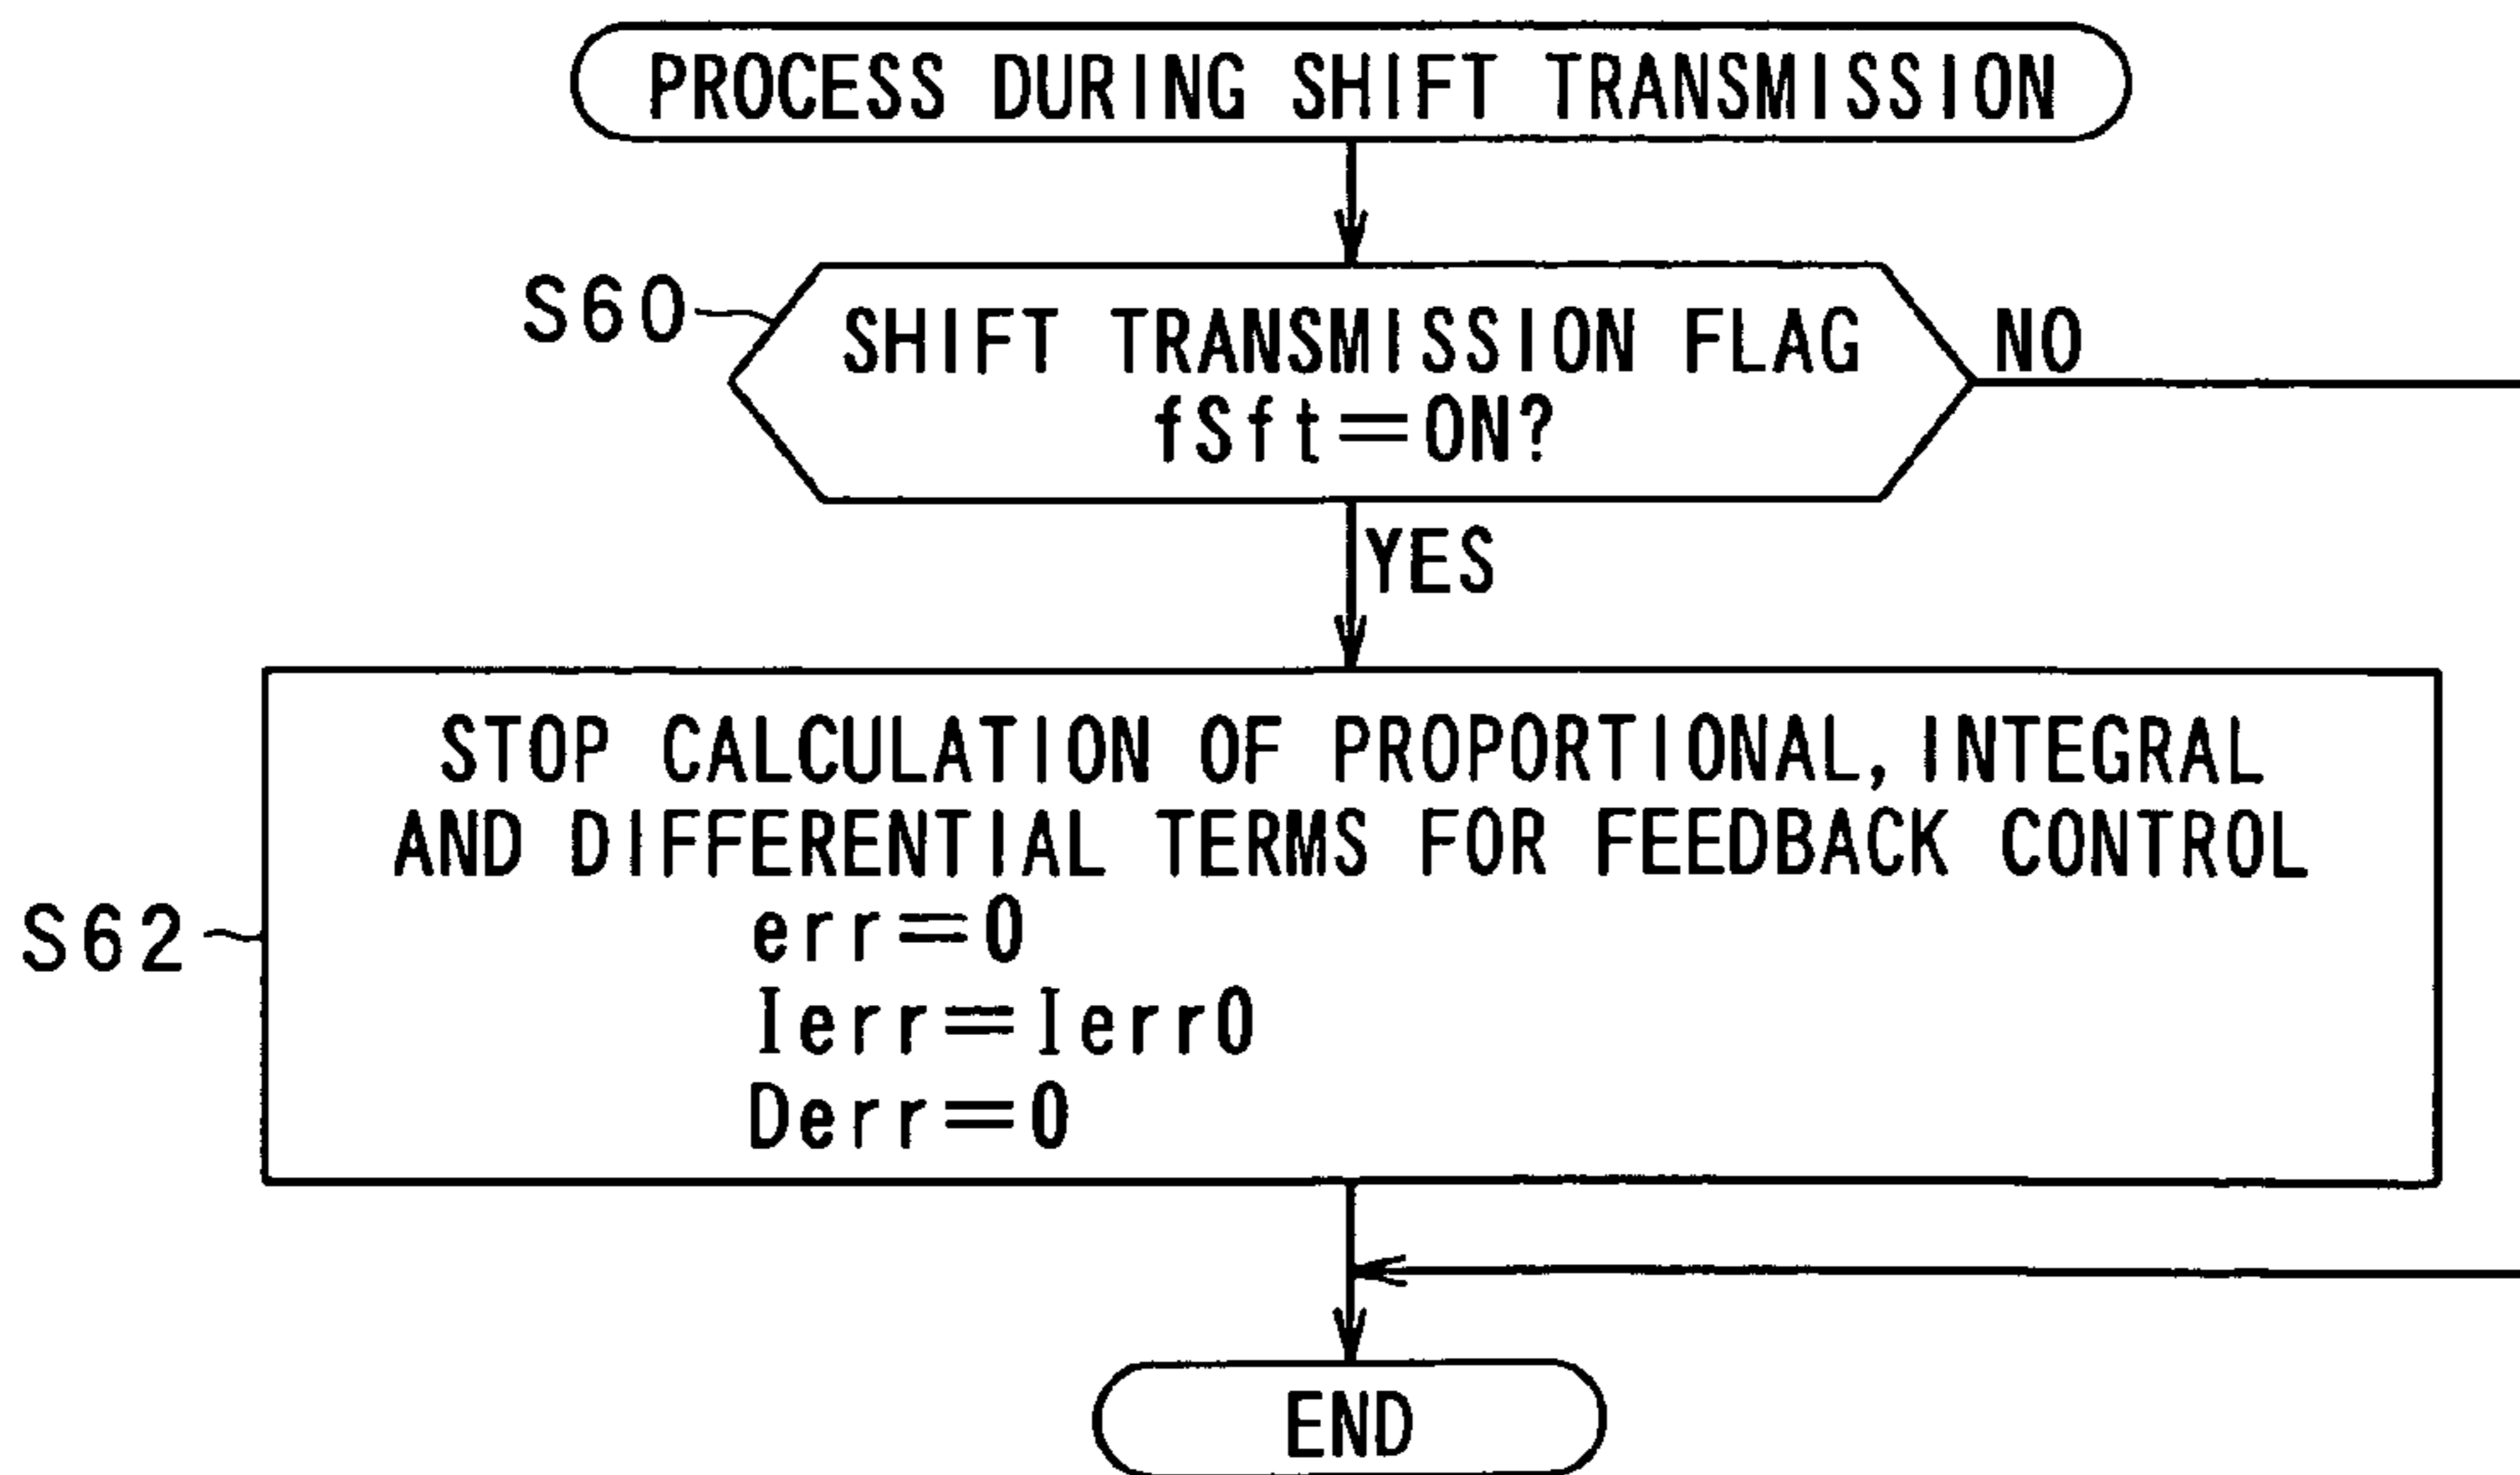 PROCESS DURING SHIFT TRANSMISSION
S60
SHIFT TRANSMISSION FLAG
fSft=ON?
NO
YES
STOP CALCULATION OF PROPORTIONAL, INTEGRAL
AND DIFFERENTIAL TERMS FOR FEEDBACK CONTROL
S62
err=0
Ierr=Ierr0
Derr=0
END